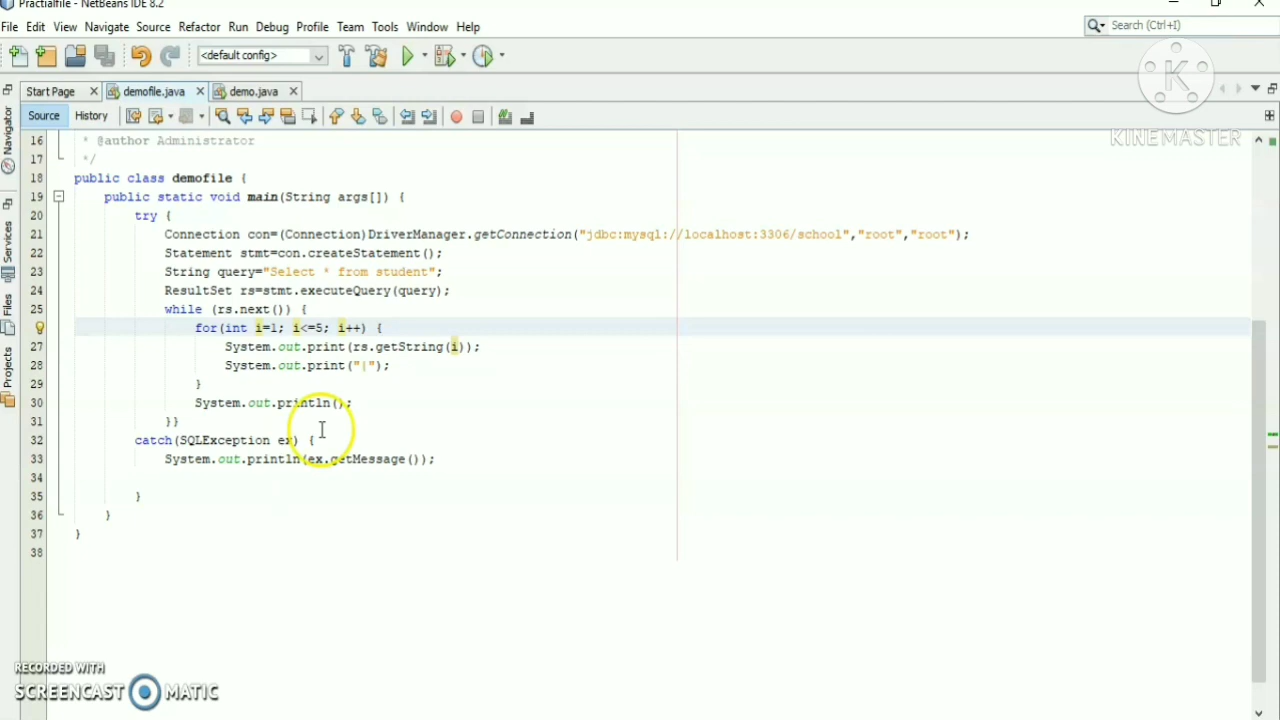 Practialfile - NetBeans IDE 8.2
File Edit View Navigate Source Refactor Run Debug Profile Team Tools Window Help
Search (Ctrl+I)
<default config>
Start Page demofile.java demo.java
Source History
KINEMASTER
Navigator
Services
Files
Projects
16 * @author Administrator
17 */
18 public class demofile {
19 public static void main(String args[]) {
20 try {
21 Connection con=(Connection)DriverManager.getConnection("jdbc:mysql://localhost:3306/school","root","root");
22 Statement stmt=con.createStatement();
23 String query="Select * from student";
24 ResultSet rs=stmt.executeQuery(query);
25 while (rs.next()) {
for(int i=1; i<=5; i++) {
27 System.out.print(rs.getString(i));
28 System.out.print("|");
29 }
30 System.out.println();
31 }}
32 catch(SQLException ex) {
33 System.out.println(ex.getMessage());
34
35 }
36 }
37 }
38
RECORDED WITH
SCREENCAST MATIC